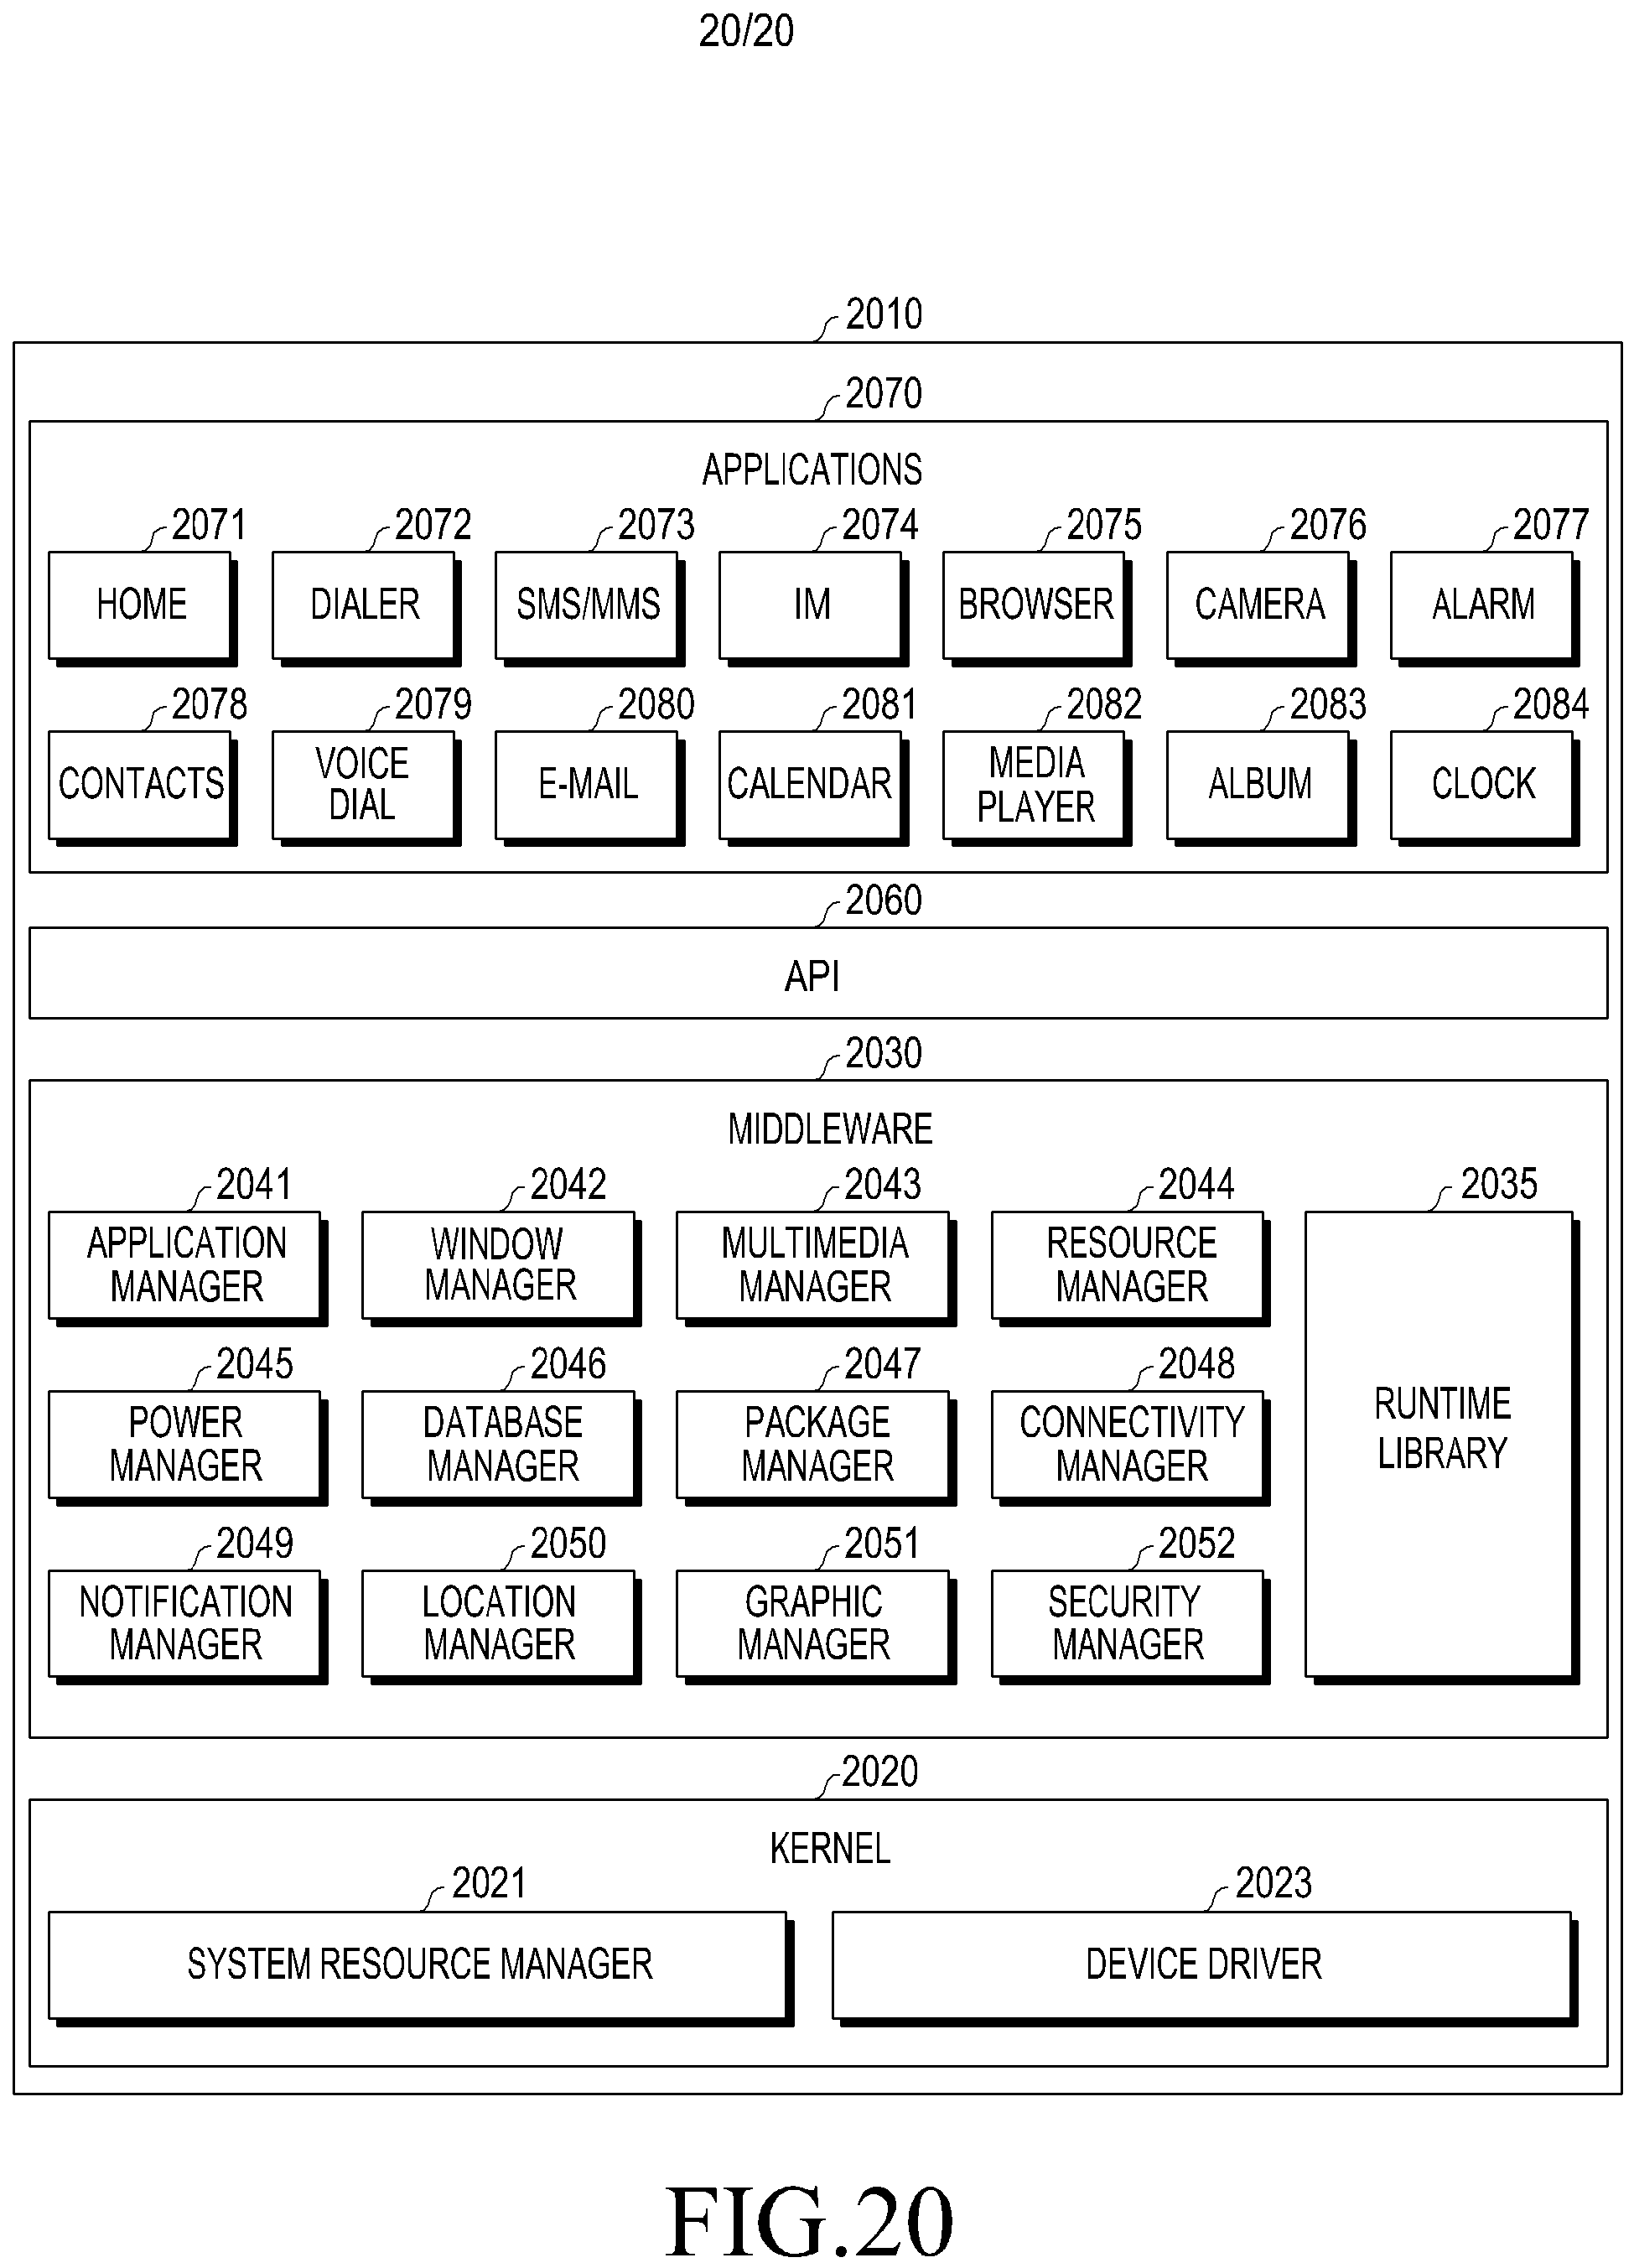 20/20
2010
2070
APPLICATIONS
2071 2072 2073 2074 2075 2076 2077
HOME DIALER SMS/MMS IM BROWSER CAMERA ALARM
2078 2079 2080 2081 2082 2083 2084
CONTACTS VOICE DIAL E-MAIL CALENDAR MEDIA PLAYER ALBUM CLOCK
2060
API
2030
MIDDLEWARE
2041 2042 2043 2044 2035
APPLICATION WINDOW MULTIMEDIA RESOURCE
MANAGER MANAGER MANAGER MANAGER
2045 2046 2047 2048
POWER DATABASE PACKAGE CONNECTIVITY RUNTIME
MANAGER MANAGER MANAGER MANAGER LIBRARY
2049 2050 2051 2052
NOTIFICATION LOCATION GRAPHIC SECURITY
MANAGER MANAGER MANAGER MANAGER
2020
KERNEL
2021 2023
SYSTEM RESOURCE MANAGER DEVICE DRIVER
FIG.20